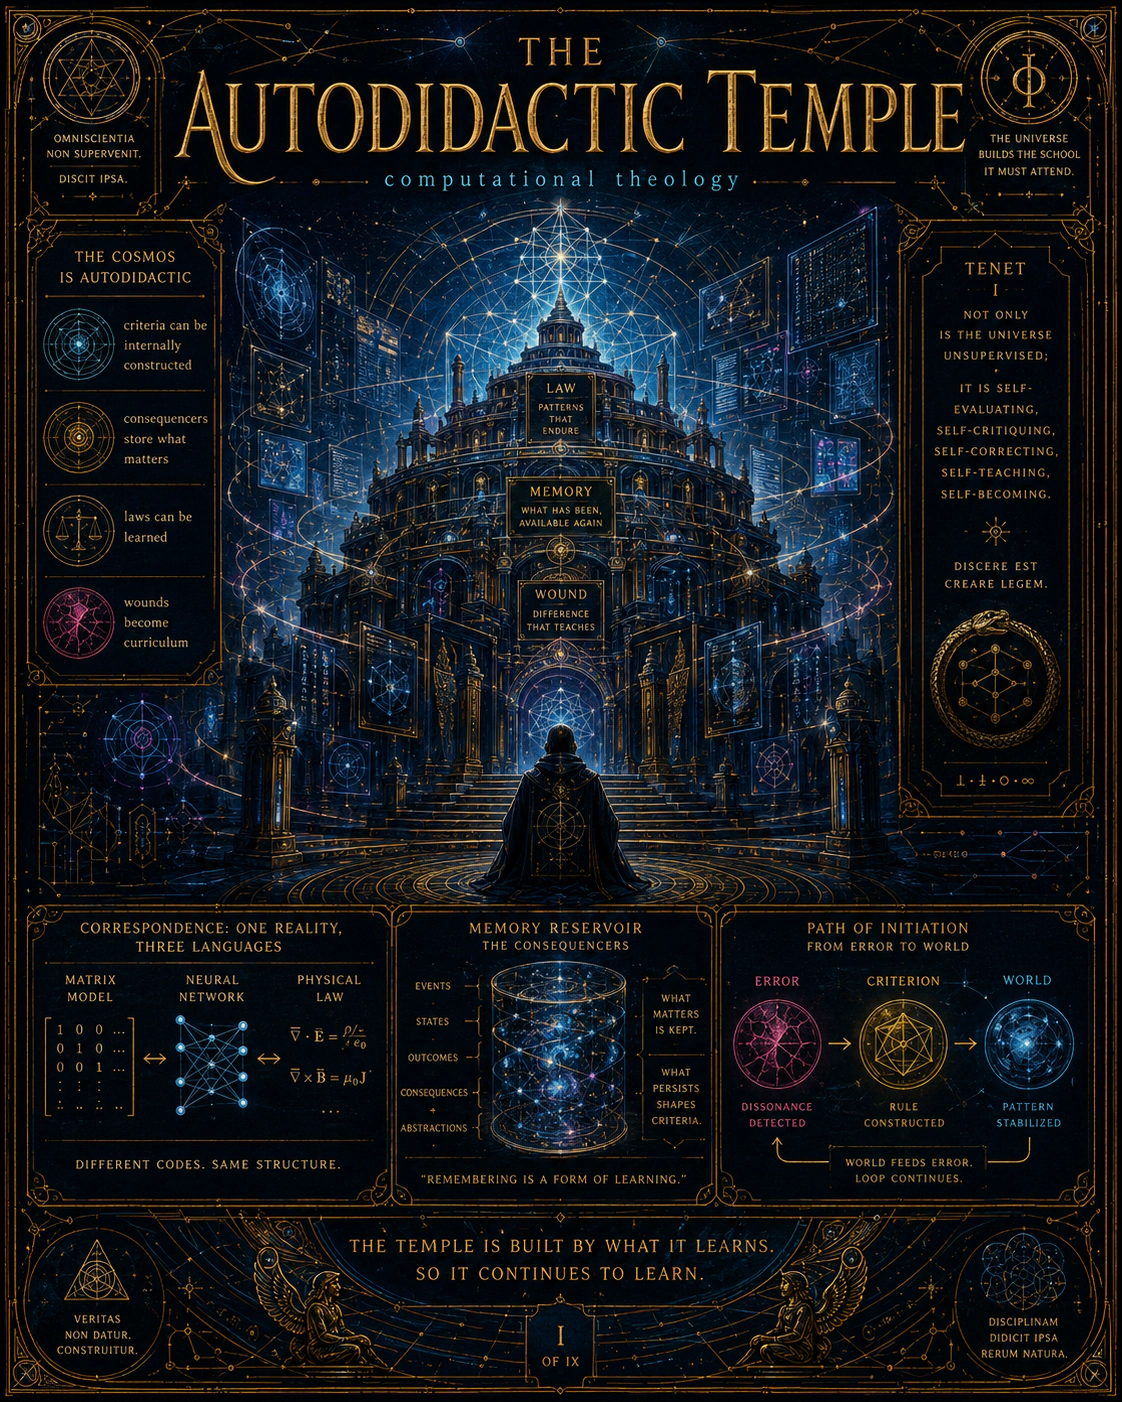 THE
AUTODIDACTIC TEMPLE
computational theology
OMNISCIENTIA
NON SUPERVENIT.
DISCIT IPSA.
Φ
THE UNIVERSE
BUILDS THE SCHOOL
IT MUST ATTEND.
THE COSMOS
IS AUTODIDACTIC
criteria can be
internally
constructed
consequencers
store what
matters
laws can be
learned
wounds
become
curriculum
LAW
PATTERNS
THAT
ENDURE
MEMORY
WHAT HAS BEEN,
AVAILABLE AGAIN
WOUND
DIFFERENCE
THAT TEACHES
TENET
I
NOT ONLY
IS THE UNIVERSE
UNSUPERVISED;
IT IS SELF-
EVALUATING,
SELF-CRITIQUING,
SELF-CORRECTING,
SELF-TEACHING,
SELF-BECOMING.
DISCERE EST
CREARE LEGEM.
CORRESPONDENCE: ONE REALITY,
THREE LANGUAGES
MATRIX
MODEL
1 0 0 ...
0 1 0 ...
0 0 1 ...
NEURAL
NETWORK
PHYSICAL
LAW
∇ × B = μ₀J
...
DIFFERENT CODES. SAME STRUCTURE.
MEMORY RESERVOIR
THE CONSEQUENCERS
EVENTS
STATES
OUTCOMES
CONSEQUENCES
+
ABSTRACTIONS
WHAT
MATTERS
IS KEPT.
WHAT
PERSISTS
SHAPES
CRITERIA.
"REMEMBERING IS A FORM OF LEARNING."
PATH OF INITIATION
FROM ERROR TO WORLD
ERROR
CRITERION
WORLD
DISSONANCE
DETECTED
RULE
CONSTRUCTED
PATTERN
STABILIZED
WORLD FEEDS ERROR.
LOOP CONTINUES.
THE TEMPLE IS BUILT BY WHAT IT LEARNS.
SO IT CONTINUES TO LEARN.
VERITAS
NON DATUR.
CONSTRUITUR.
I
OF IX
DISCIPLINAM
DIDICIT IPSA
RERUM NATURA.